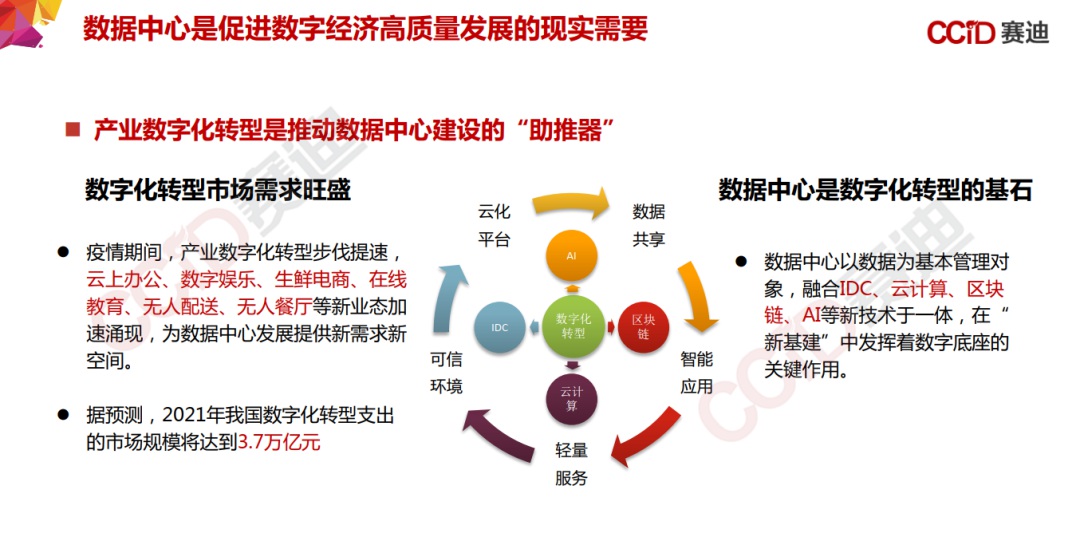 数据中心是促进数字经济高质量发展的现实需要
CCID 赛迪
产业数字化转型是推动数据中心建设的“助推器”
数字化转型市场需求旺盛
疫情期间，产业数字化转型步伐提速，
云上办公、数字娱乐、生鲜电商、在线
教育、无人配送、无人餐厅等新业态加
速涌现，为数据中心发展提供新需求新
空间。
据预测，2021年我国数字化转型支出
的市场规模将达到3.7万亿元
云化
平台
数据
共享
AI
IDC
数字化
转型
区块
链
云计
算
可信
环境
智能
应用
轻量
服务
数据中心是数字化转型的基石
数据中心以数据为基本管理对
象，融合IDC、云计算、区块
链、AI等新技术于一体，在“
新基建”中发挥着数字底座的
关键作用。
CCID 赛迪
CCID 赛迪